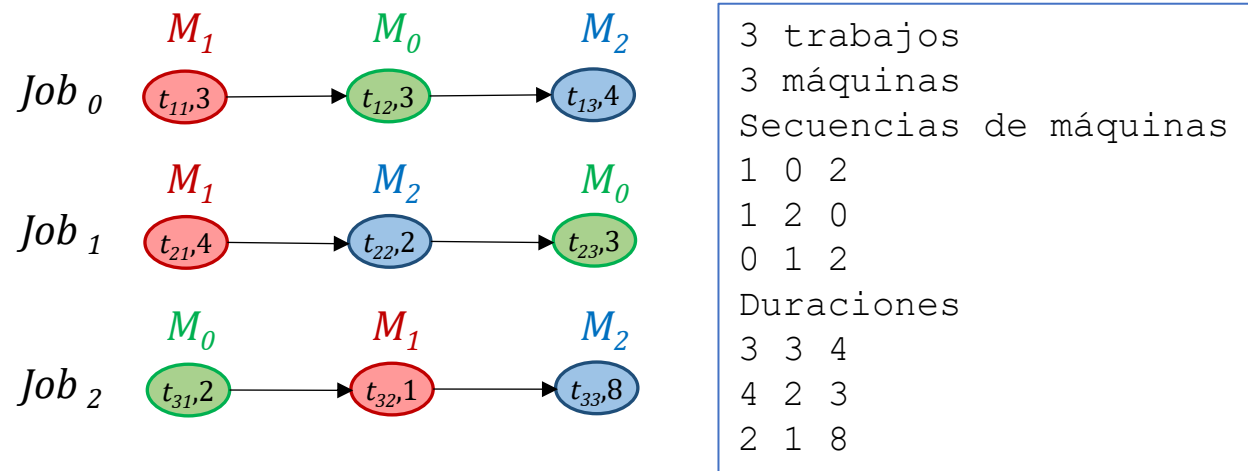 M1 M0 M2
Job 0 t11,3 t12,3 t13,4
M1 M2 M0
Job 1 t21,4 t22,2 t23,3
M0 M1 M2
Job 2 t31,2 t32,1 t33,8
3 trabajos
3 máquinas
Secuencias de máquinas
1 0 2
1 2 0
0 1 2
Duraciones
3 3 4
4 2 3
2 1 8